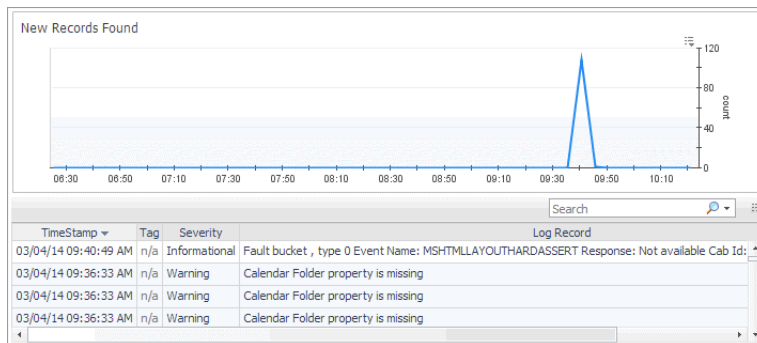 New Records Found
120
80
40
0
count
06:30 06:50 07:10 07:30 07:50 08:10 08:30 08:50 09:10 09:30 09:50 10:10
Search
TimeStamp Tag Severity Log Record
03/04/14 09:40:49 AM n/a Informational Fault bucket , type 0 Event Name: MSHTMLLAYOUTHARDASSERT Response: Not available Cab Id:
03/04/14 09:36:33 AM n/a Warning Calendar Folder property is missing
03/04/14 09:36:33 AM n/a Warning Calendar Folder property is missing
03/04/14 09:36:33 AM n/a Warning Calendar Folder property is missing